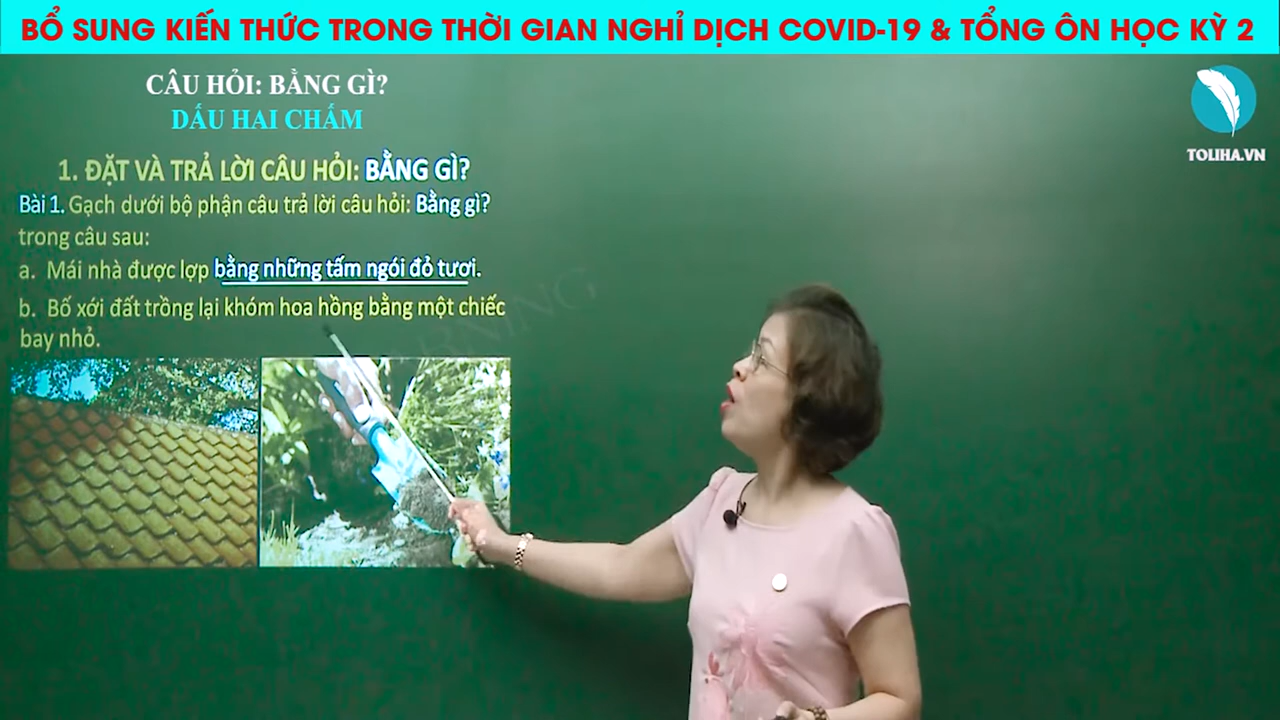 BỔ SUNG KIẾN THỨC TRONG THỜI GIAN NGHỈ DỊCH COVID-19 & TỔNG ÔN HỌC KỲ 2
CÂU HỎI: BẰNG GÌ?
DẤU HAI CHẤM
TOLIHA.VN
1. ĐẶT VÀ TRẢ LỜI CÂU HỎI: BẰNG GÌ?
Bài 1. Gạch dưới bộ phận câu trả lời câu hỏi: Bằng gì?
trong câu sau:
a. Mái nhà được lợp bằng những tấm ngói đỏ tươi.
b. Bố xới đất trồng lại khóm hoa hồng bằng một chiếc
bay nhỏ.